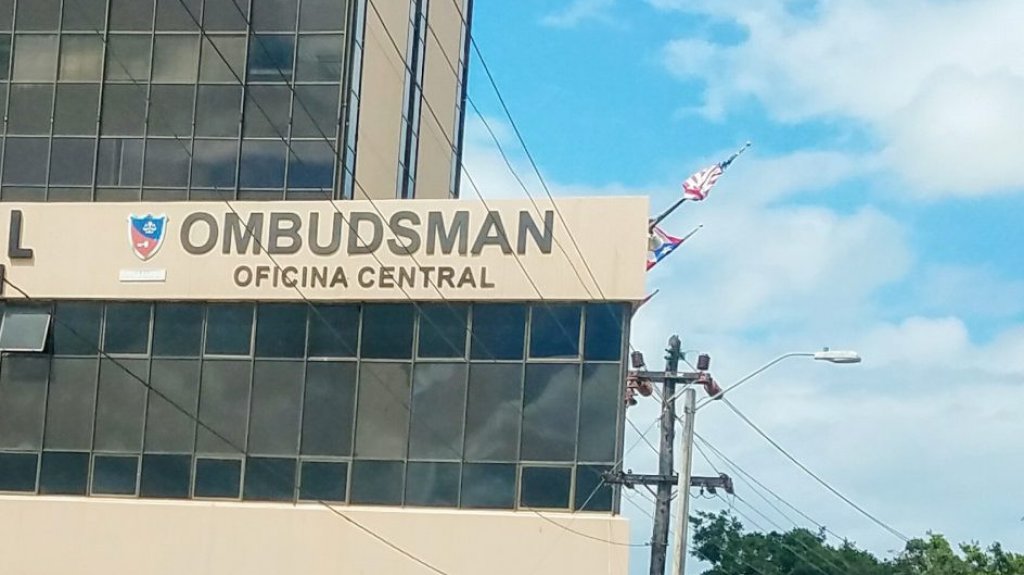 L
OMBUDSMAN
OFICINA CENTRAL